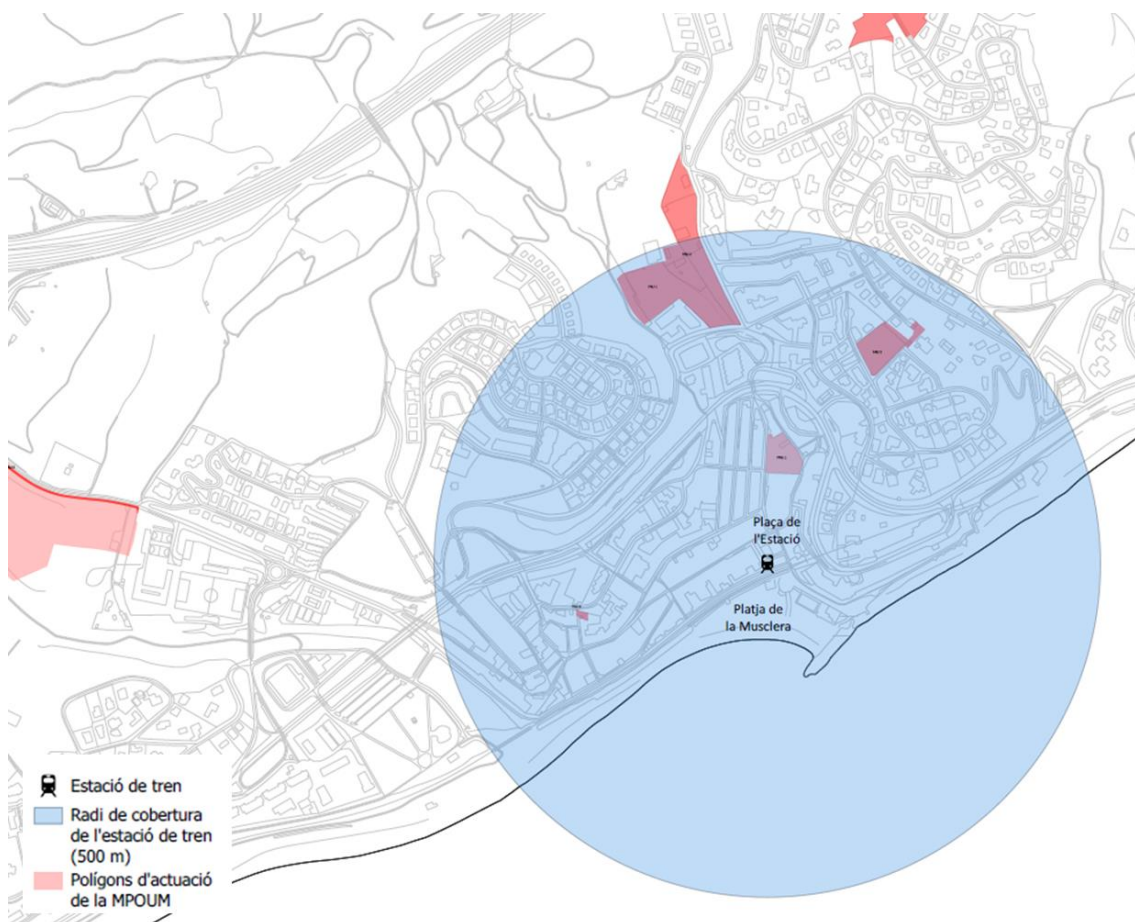 Plaça de
l'Estació
Platja de
la Musclera
Estació de tren
Radi de cobertura
de l'estació de tren
(500 m)
Polígons d'actuació
de la MPOUM